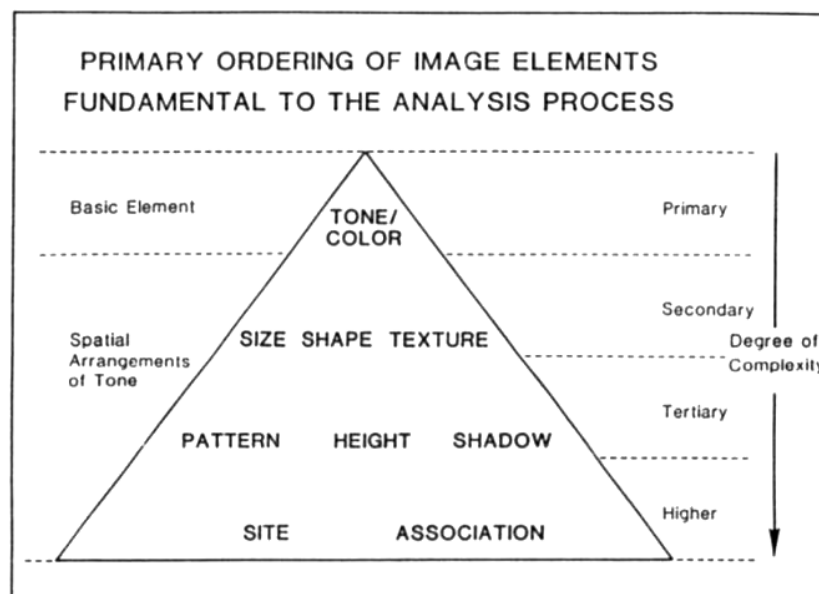 PRIMARY ORDERING OF IMAGE ELEMENTS
FUNDAMENTAL TO THE ANALYSIS PROCESS
Basic Element
TONE/
COLOR
Primary
Spatial
Arrangements
of Tone
SIZE SHAPE TEXTURE
Secondary
Degree of
Complexity
PATTERN HEIGHT SHADOW
Tertiary
SITE ASSOCIATION
Higher